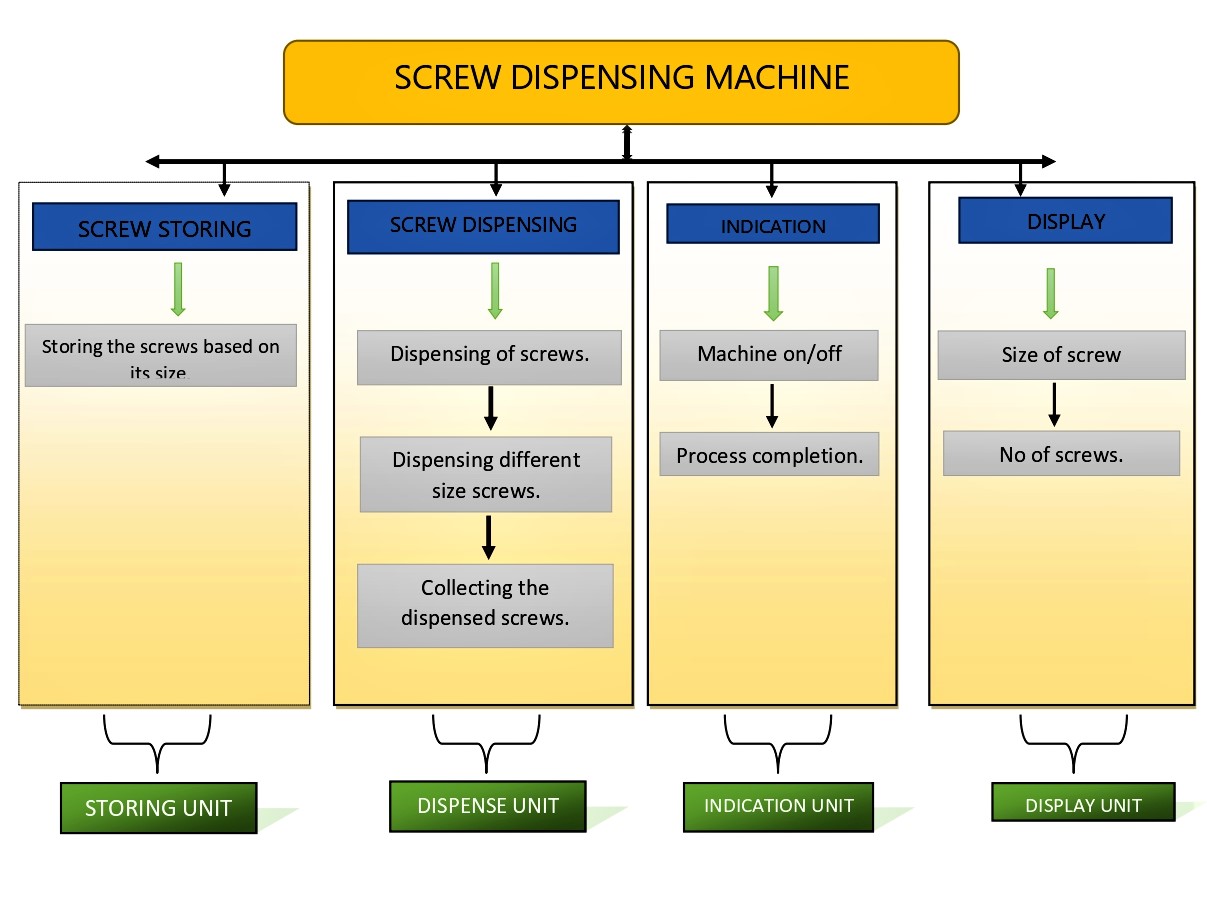 SCREW DISPENSING MACHINE
SCREW STORING
Storing the screws based on
its size.
SCREW DISPENSING
Dispensing of screws.
Dispensing different
size screws.
Collecting the
dispensed screws.
INDICATION
Machine on/off
Process completion.
DISPLAY
Size of screw
No of screws.
STORING UNIT
DISPENSE UNIT
INDICATION UNIT
DISPLAY UNIT